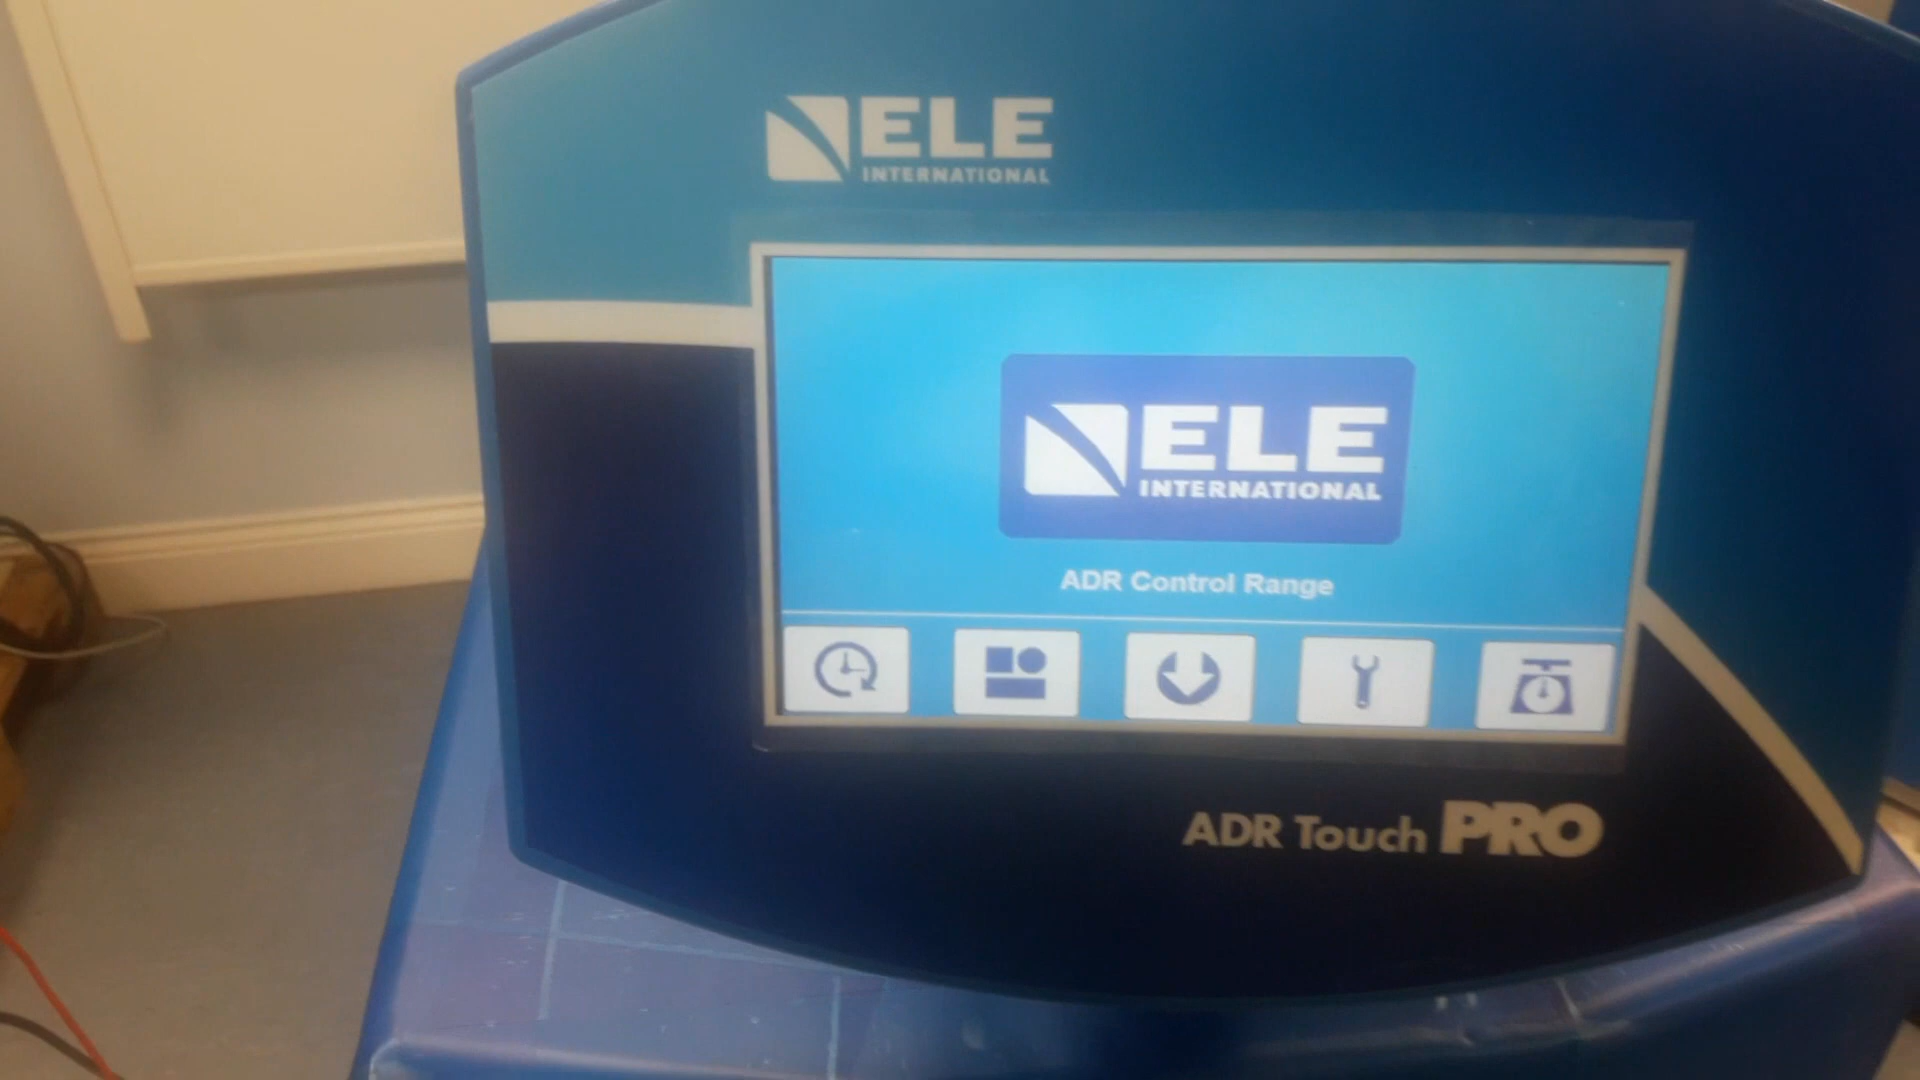 ELE
INTERNATIONAL
ELE
INTERNATIONAL
ADR Control Range
ADR Touch PRO